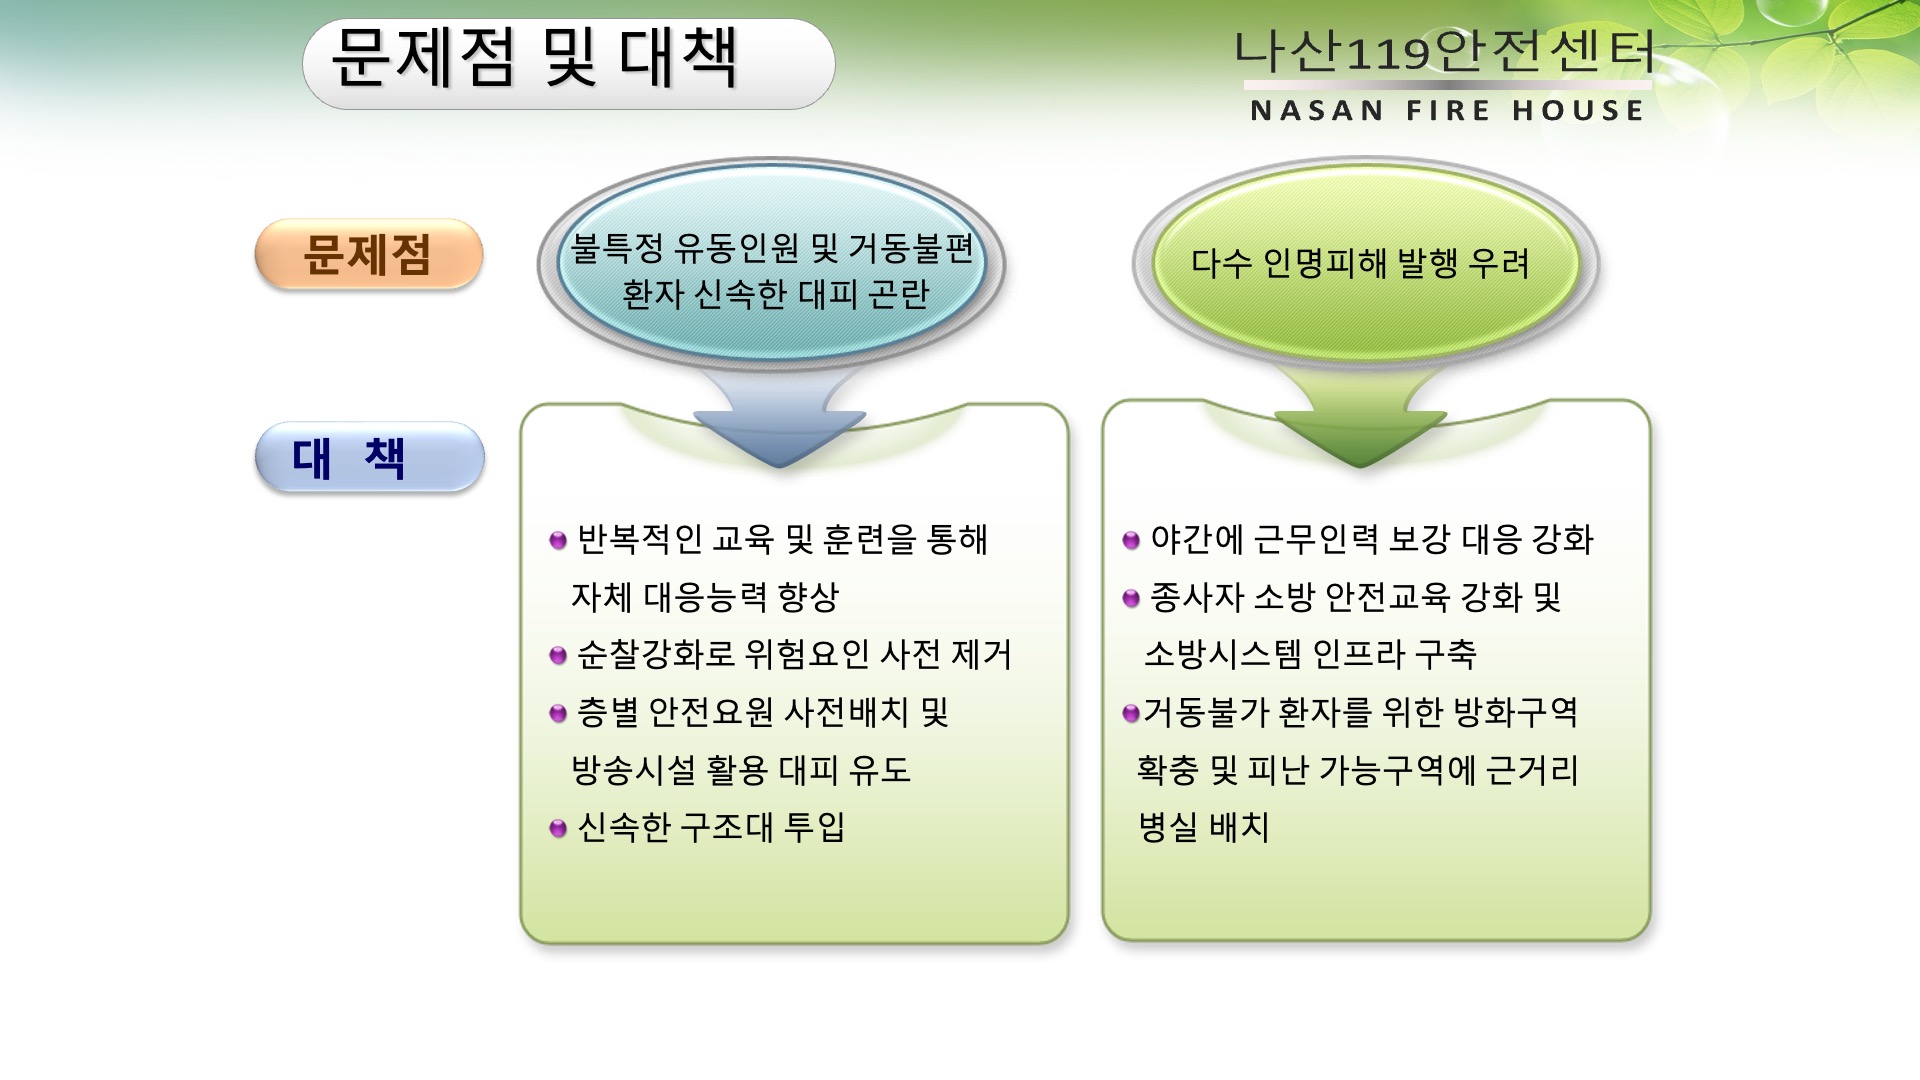 문제점 및 대책
나산119안전센터
NASAN FIRE HOUSE
문제점
불특정 유동인원 및 거동불편
환자 신속한 대피 곤란
다수 인명피해 발행 우려
대 책
반복적인 교육 및 훈련을 통해
자체 대응능력 향상
순찰강화로 위험요인 사전 제거
층별 안전요원 사전배치 및
방송시설 활용 대피 유도
신속한 구조대 투입
야간에 근무인력 보강 대응 강화
종사자 소방 안전교육 강화 및
소방시스템 인프라 구축
거동불가 환자를 위한 방화구역
확충 및 피난 가능구역에 근거리
병실 배치